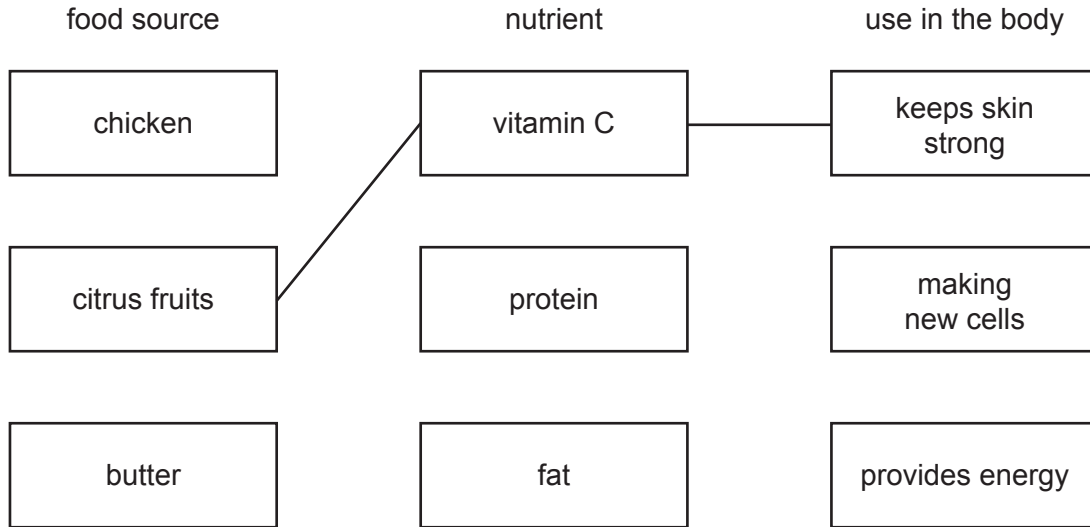 food source
nutrient
use in the body
chicken
vitamin C
keeps skin
strong
citrus fruits
protein
making
new cells
butter
fat
provides energy